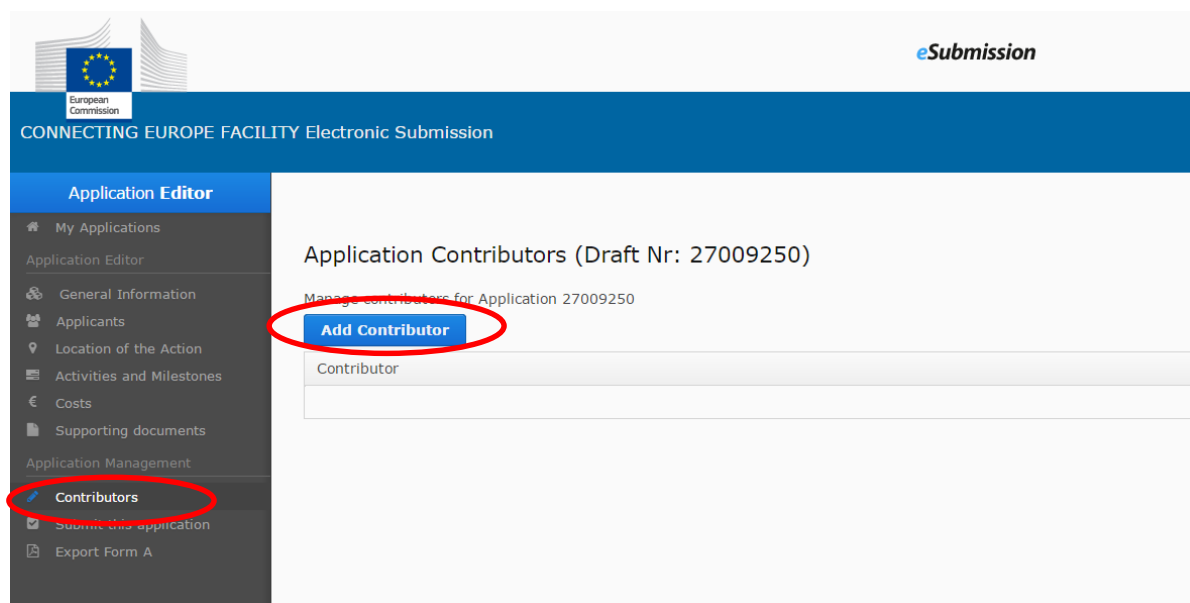 eSubmission
European
Commission
CONNECTING EUROPE FACILITY Electronic Submission
Application Editor
My Applications
Application Editor
General Information
Applicants
Location of the Action
Activities and Milestones
€ Costs
Supporting documents
Application Management
Contributors
Submit this application
Export Form A
Application Contributors (Draft Nr: 27009250)
Manage contributors for Application 27009250
Add Contributor
Contributor